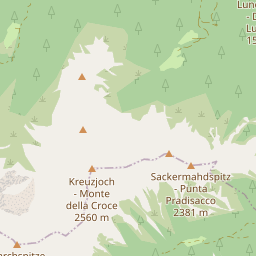 Kreuzjoch
- Monte
della Croce
2560 m
Sackermahdspitz
- Punta
Pradisacco
2381 m